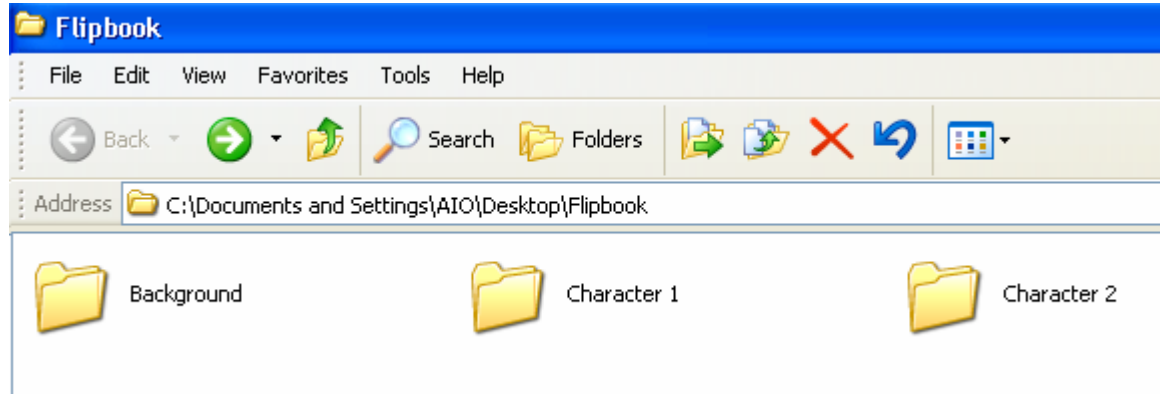 Flipbook
File Edit View Favorites Tools Help
Back Search Folders
Address C:\Documents and Settings\AIO\Desktop\Flipbook
Background Character 1 Character 2